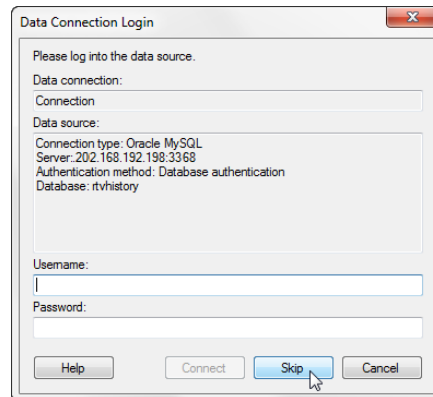 Data Connection Login
Please log into the data source.
Data connection:
Connection
Data source:
Connection type: Oracle MySQL
Server:.202.168.192.198:3368
Authentication method: Database authentication
Database: rtvhistory
Username:
Password:
Help Connect Skip Cancel